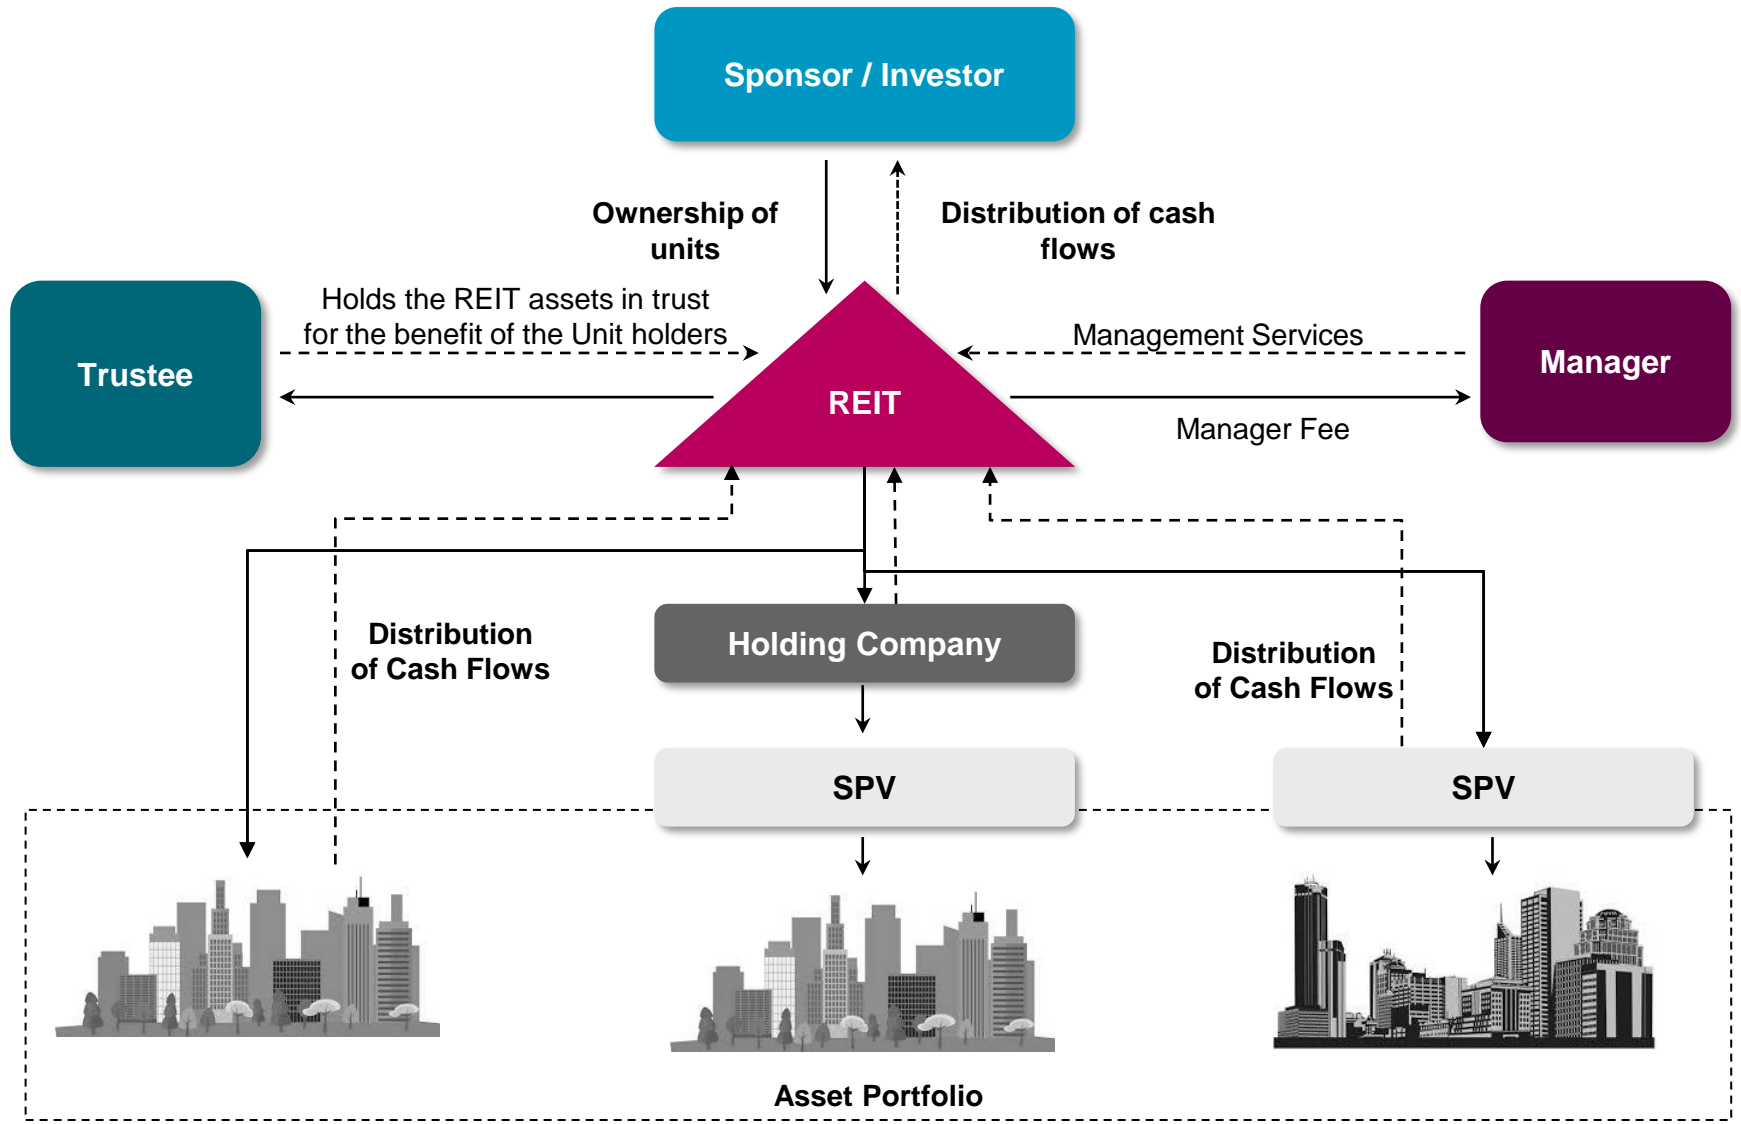 Sponsor / Investor
Ownership of
units
Distribution of cash
flows
Holds the REIT assets in trust
for the benefit of the Unit holders
Management Services
Trustee
Manager
REIT
Manager Fee
Distribution
of Cash Flows
Holding Company
Distribution
of Cash Flows
SPV
SPV
Asset Portfolio